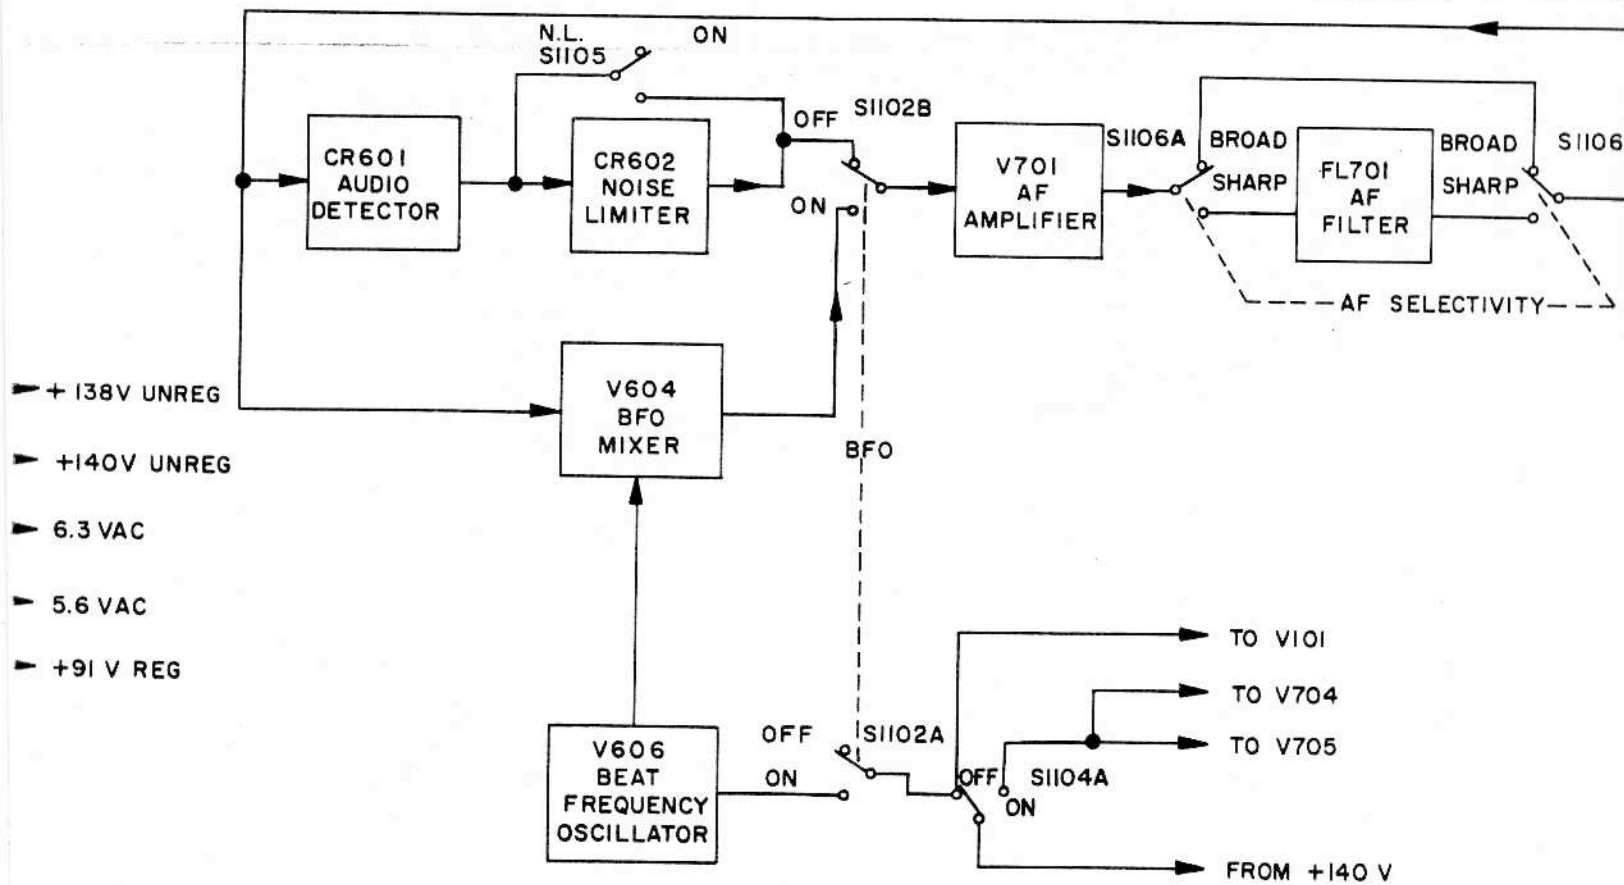 N.L.
S1105
ON
CR601
AUDIO
DETECTOR
CR602
NOISE
LIMITER
OFF
S1102B
ON
V701
AF
AMPLIFIER
S1106A
BROAD
SHARP
FL701
AF
FILTER
BROAD
SHARP
S1106
AF SELECTIVITY
+ 138V UNREG
+140V UNREG
6.3 VAC
5.6 VAC
+91 V REG
V604
BFO
MIXER
BFO
V606
BEAT
FREQUENCY
OSCILLATOR
OFF
S1102A
ON
OFF
S1104A
ON
TO V101
TO V704
TO V705
FROM +140 V